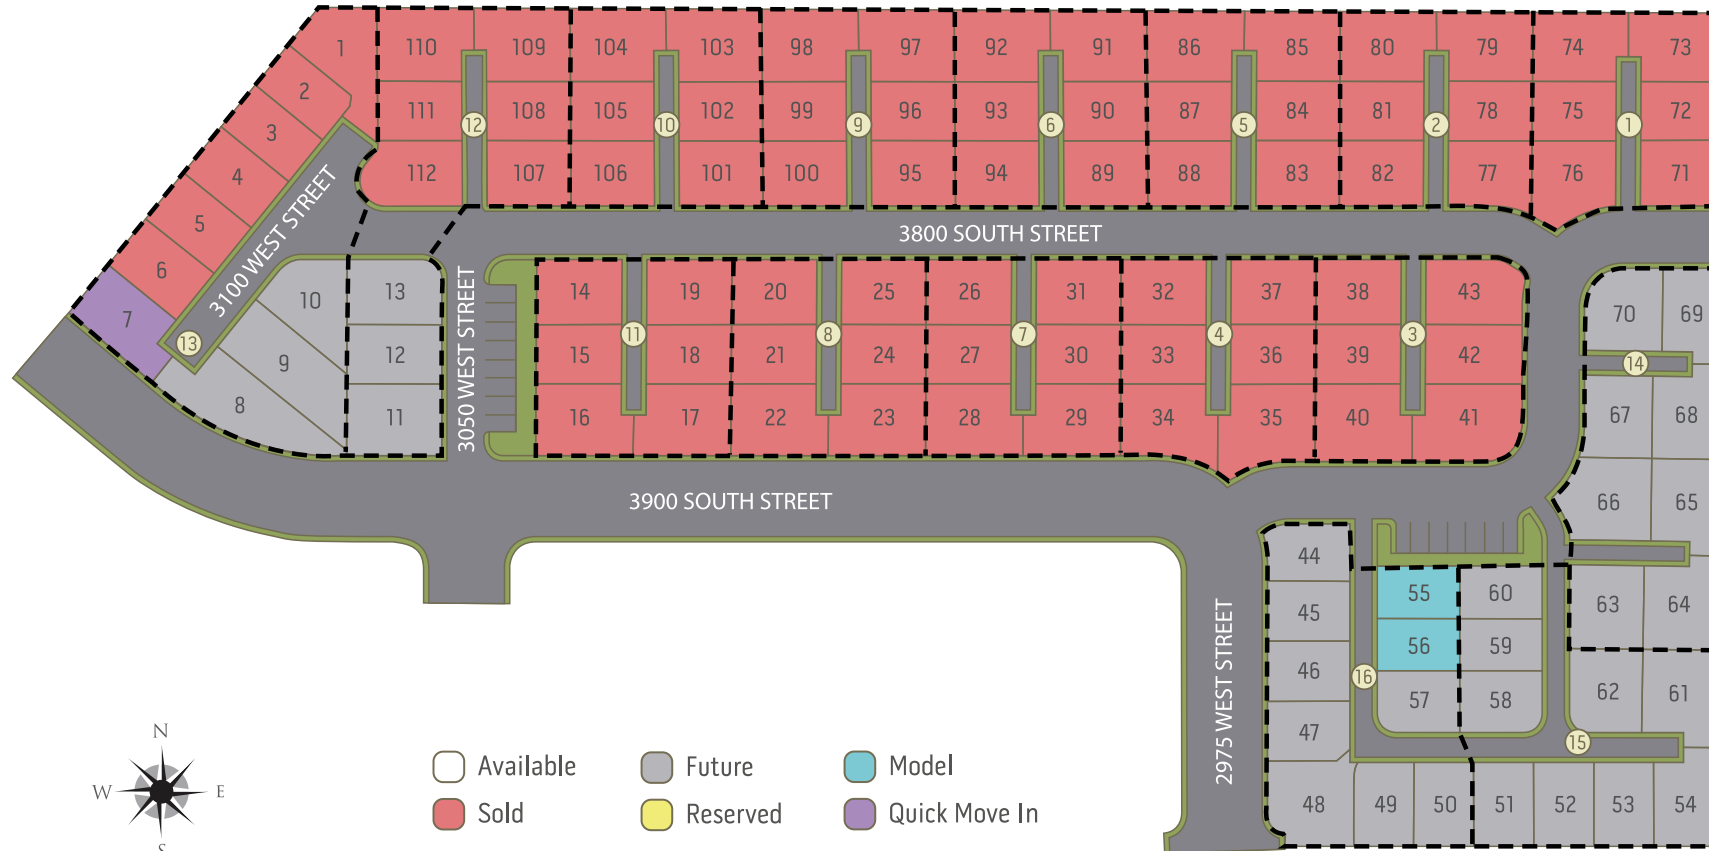 1 110 109 104 103 98 97 92 91 86 85 80 79 74 73
2
3 111 108 105 102 99 96 93 90 87 84 81 78 75 72
12 10 9 6 5 2 1
4 112 107 106 101 100 95 94 89 88 83 82 77 76 71
5
6
7
3100 WEST STREET
13
3800 SOUTH STREET
10 13 14 19 20 25 26 31 32 37 38 43 70 69
11 8 7 4 3
9 12 15 18 21 24 27 30 33 36 39 42
14
8 11 16 17 22 23 28 29 34 35 40 41 67 68
3050 WEST STREET
3900 SOUTH STREET
66 65
44
45 55 60 63 64
46 56 59
16
47 57 58 62 61
15
2975 WEST STREET
48 49 50 51 52 53 54
N
W E
S
Available Future Model
Sold Reserved Quick Move In